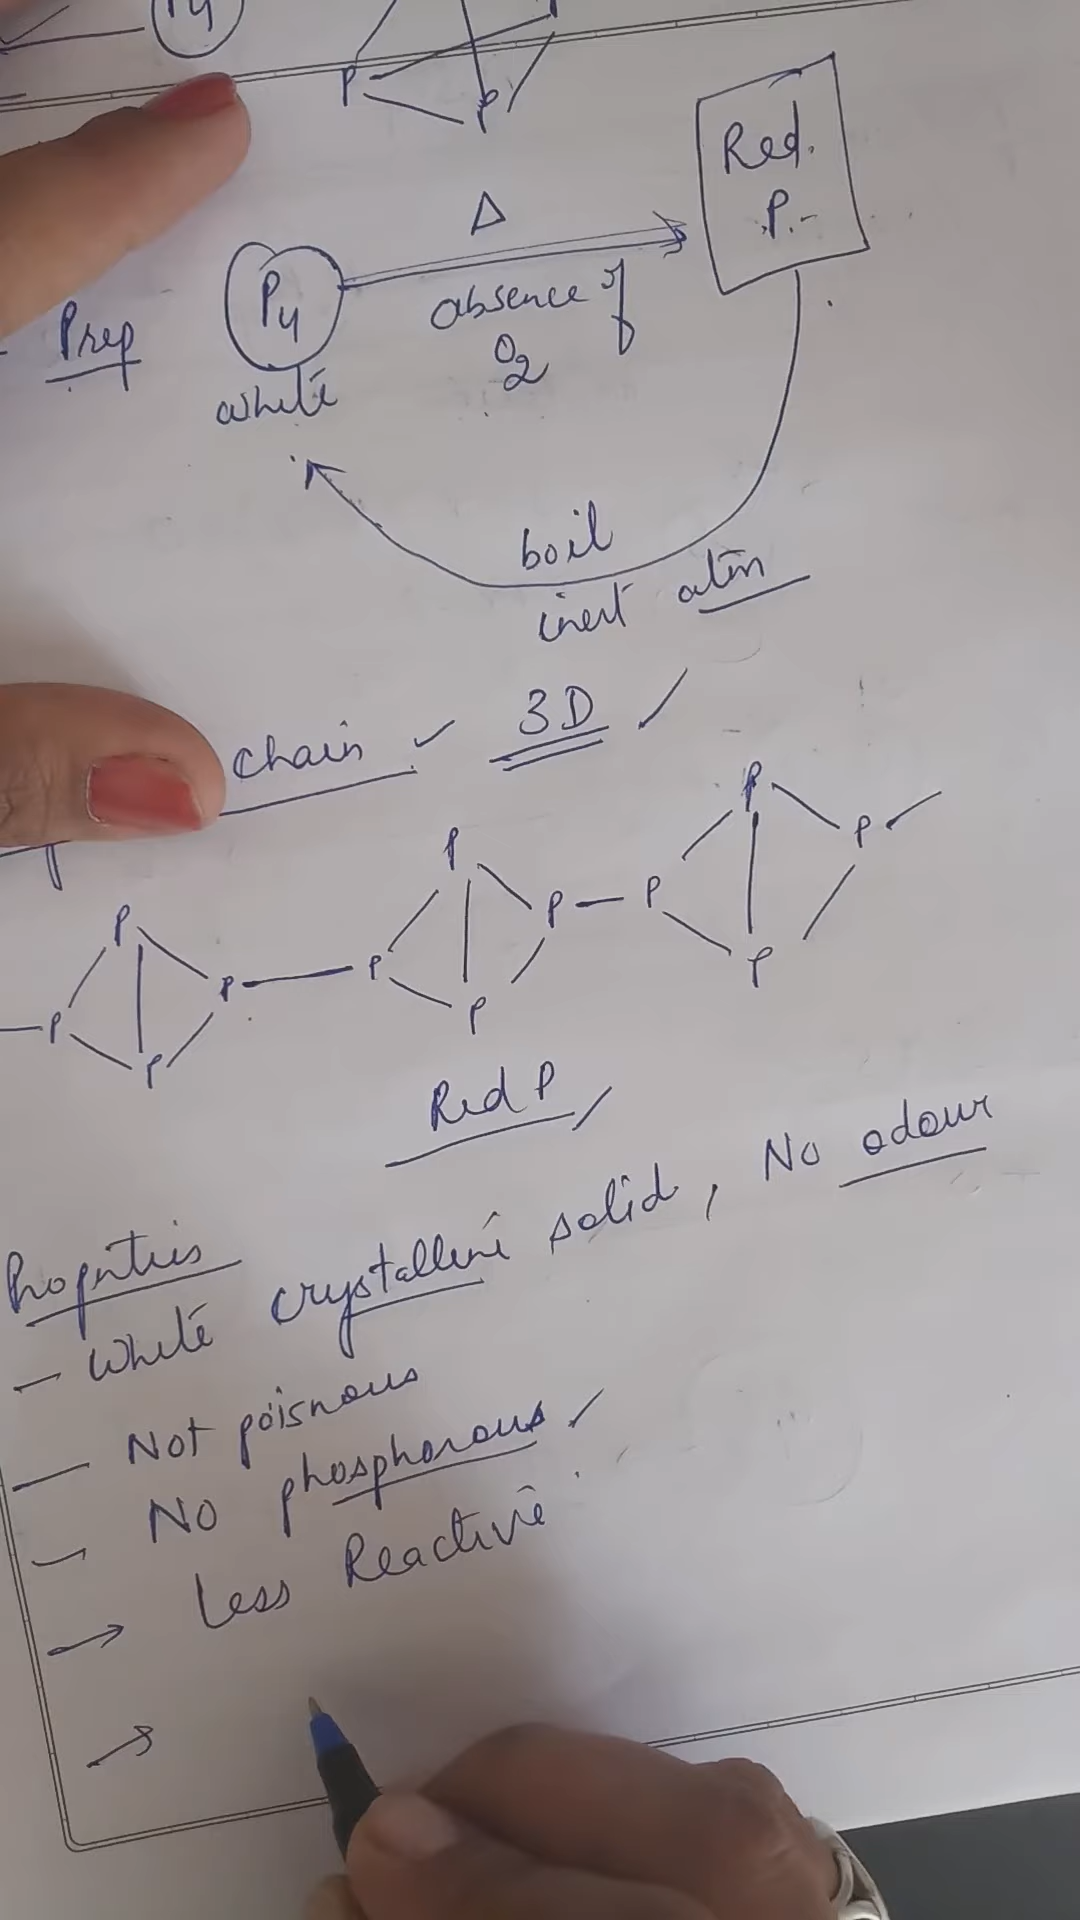 P4
P
P
Red.
P.
Δ
Prep
P4
absence of
O2
white
boil
inert atm
chain ✓ 3D ✓
P
P
P
P — P
P
P — P
P
P
P
P
P
Red P
Properties
- White crystalline solid, No odour
- Not poisnous
- No phosphorous ✓
→ Less Reactive
→